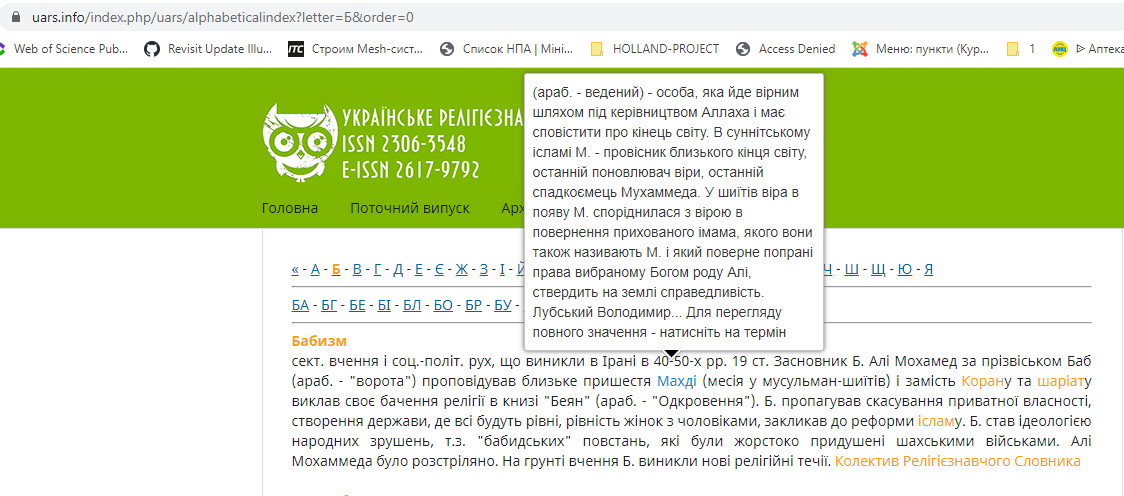 uars.info/index.php/uars/alphabeticalindex?letter=Б&order=0
Web of Science Pub... Revisit Update Illu... ITC Строим Mesh-сист... Список НПА | Міні... HOLLAND-PROJECT Access Denied Меню: пункти (Кур... 1 ᐅ Аптека
УКРАЇНСЬКЕ РЕЛІГІЄЗНА
ISSN 2306-3548
E-ISSN 2617-9792
Головна Поточний випуск Арх
(араб. - ведений) - особа, яка йде вірним
шляхом під керівництвом Аллаха і має
сповістити про кінець світу. В суннітському
ісламі М. - провісник близького кінця світу,
останній поновлювач віри, останній
спадкоємець Мухаммеда. У шиїтів віра в
появу М. споріднилася з вірою в
повернення прихованого імама, якого вони
також називають М. і який поверне попрані
права вибраному Богом роду Алі,
ствердить на землі справедливість.
Лубський Володимир... Для перегляду
повного значення - натисніть на термін
« - А - Б - В - Г - Д - Е - Є - Ж - З - І - Й Ч - Ш - Щ - Ю - Я
БА - БГ - БЕ - БІ - БЛ - БО - БР - БУ -
Бабизм
сект. вчення і соц.-політ. рух, що виникли в Ірані в 40-50-х рр. 19 ст. Засновник Б. Алі Мохамед за прізвіськом Баб
(араб. - "ворота") проповідував близьке пришестя Махді (месія у мусульман-шиїтів) і замість Корану та шаріату
виклав своє бачення релігії в книзі "Беян" (араб. - "Одкровення"). Б. пропагував скасування приватної власності,
створення держави, де всі будуть рівні, рівність жінок з чоловіками, закликав до реформи ісламу. Б. став ідеологією
народних зрушень, т.з. "бабидських" повстань, які були жорстоко придушені шахськими військами. Алі
Мохаммеда було розстріляно. На грунті вчення Б. виникли нові релігійні течії. Колектив Релігієзнавчого Словника